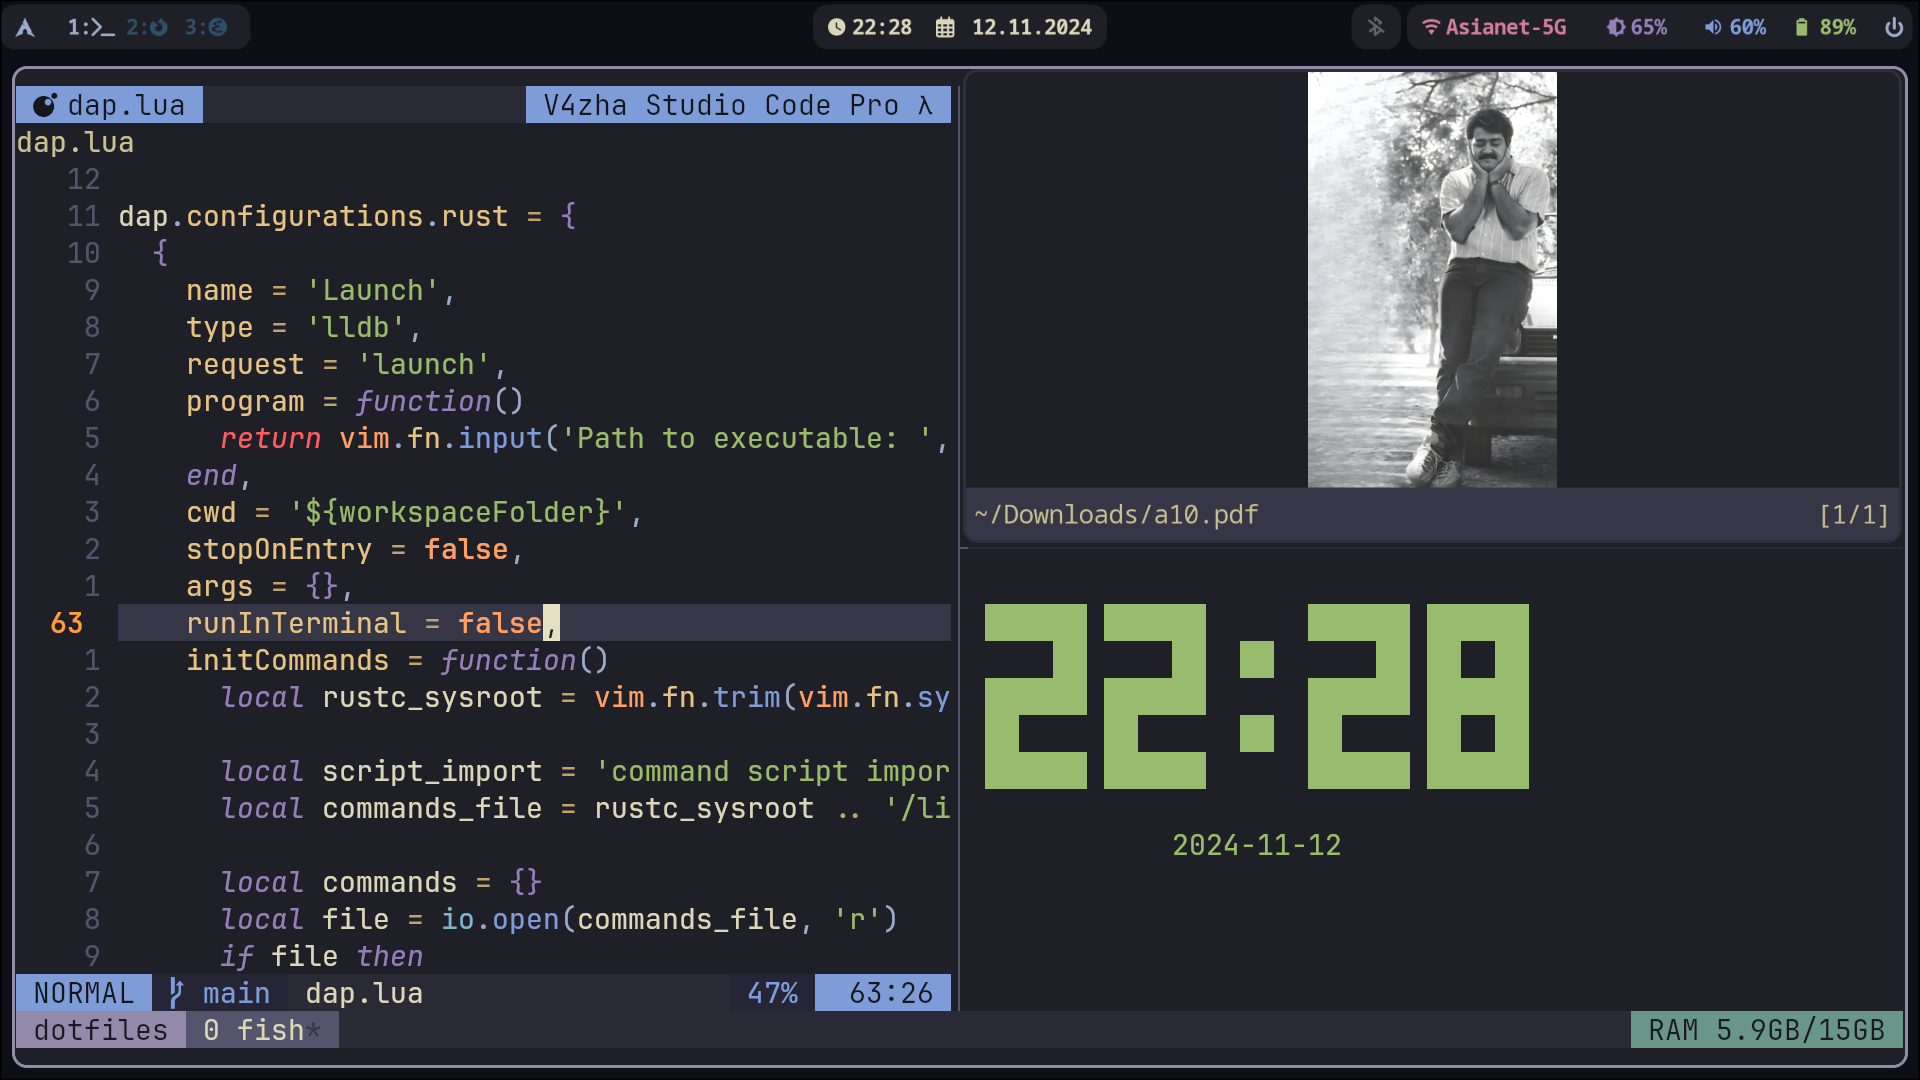 1: 2: 3:
22:28 12.11.2024
Asianet-5G 65% 60% 89%
dap.lua V4zha Studio Code Pro λ
dap.lua
12
11 dap.configurations.rust = {
10 {
9 name = 'Launch',
8 type = 'lldb',
7 request = 'launch',
6 program = function()
5 return vim.fn.input('Path to executable: ',
4 end,
3 cwd = '${workspaceFolder}',
2 stopOnEntry = false,
1 args = {},
63 runInTerminal = false,
1 initCommands = function()
2 local rustc_sysroot = vim.fn.trim(vim.fn.sy
3
4 local script_import = 'command script impor
5 local commands_file = rustc_sysroot .. '/li
6
7 local commands = {}
8 local file = io.open(commands_file, 'r')
9 if file then
NORMAL main dap.lua 47% 63:26
~/Downloads/a10.pdf [1/1]
22:28
2024-11-12
dotfiles 0 fish* RAM 5.9GB/15GB